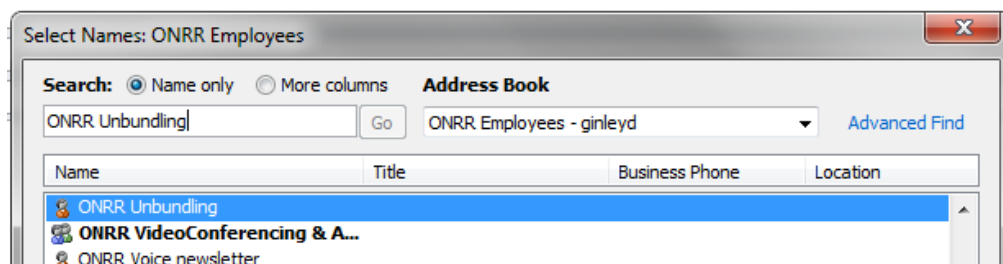 Select Names: ONRR Employees
Search: Name only More columns Address Book
ONRR Unbundling Go ONRR Employees - ginleyd Advanced Find
Name Title Business Phone Location
ONRR Unbundling
ONRR VideoConferencing & A...
ONRR Voice newsletter